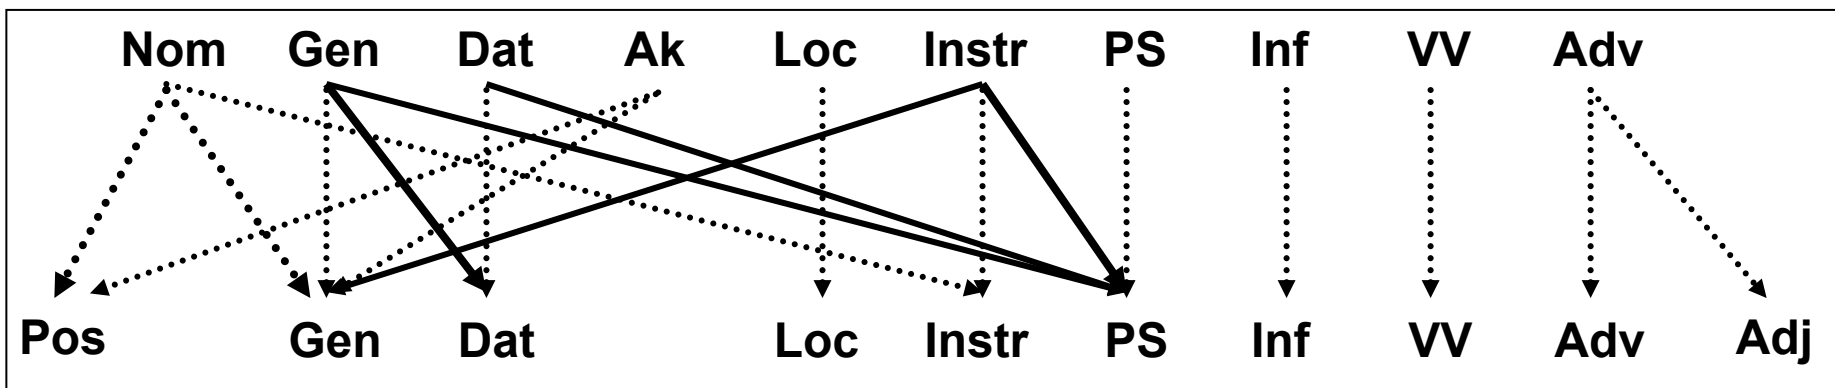 Nom Gen Dat Ak Loc Instr PS Inf VV Adv
Pos Gen Dat Loc Instr PS Inf VV Adv Adj